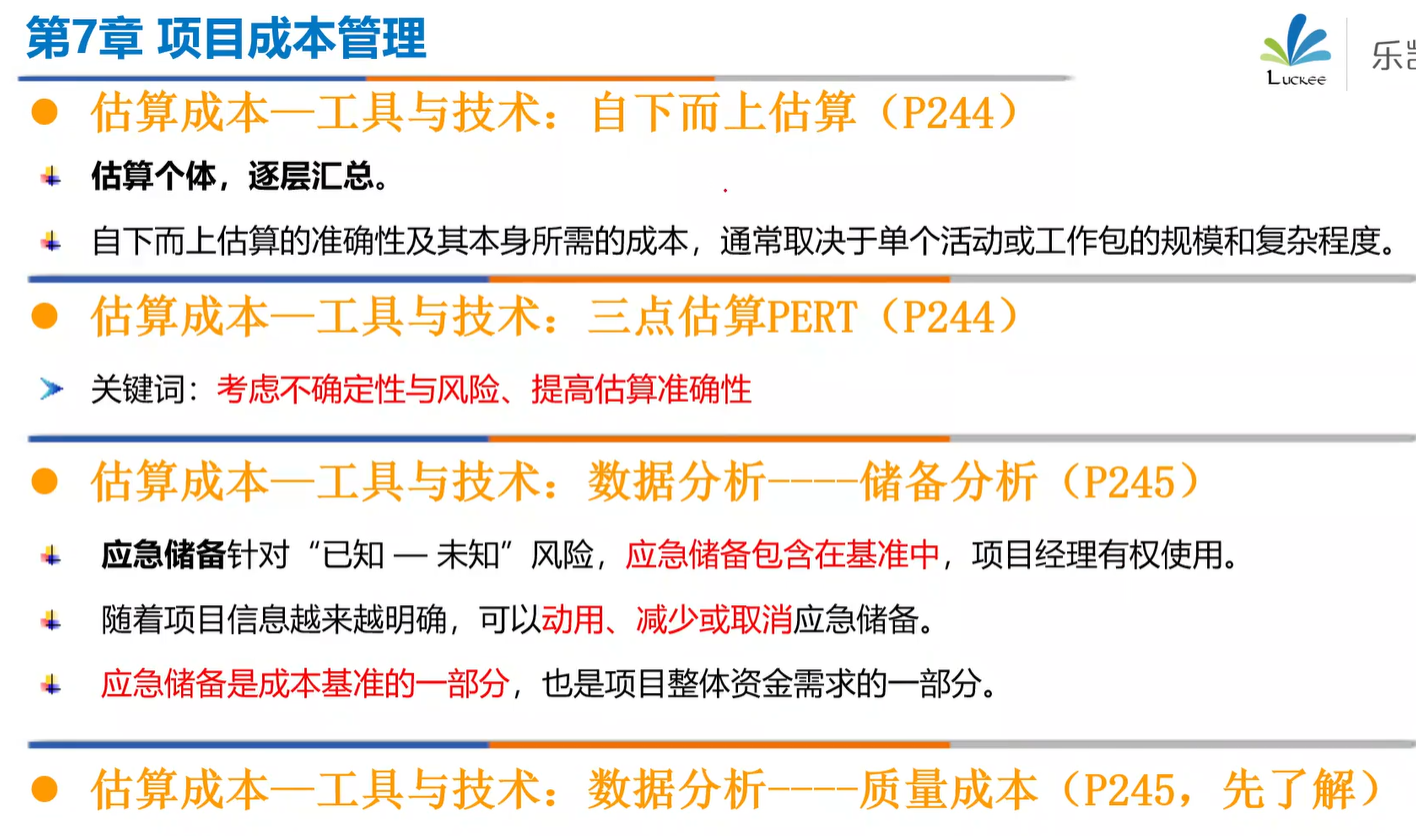 第7章 项目成本管理
Luckee
乐凯
估算成本—工具与技术：自下而上估算（P244）
估算个体，逐层汇总。
自下而上估算的准确性及其本身所需的成本，通常取决于单个活动或工作包的规模和复杂程度。
估算成本—工具与技术：三点估算PERT（P244）
关键词：考虑不确定性与风险、提高估算准确性
估算成本—工具与技术：数据分析----储备分析（P245）
应急储备针对“已知 — 未知”风险，应急储备包含在基准中，项目经理有权使用。
随着项目信息越来越明确，可以动用、减少或取消应急储备。
应急储备是成本基准的一部分，也是项目整体资金需求的一部分。
估算成本—工具与技术：数据分析----质量成本（P245，先了解）